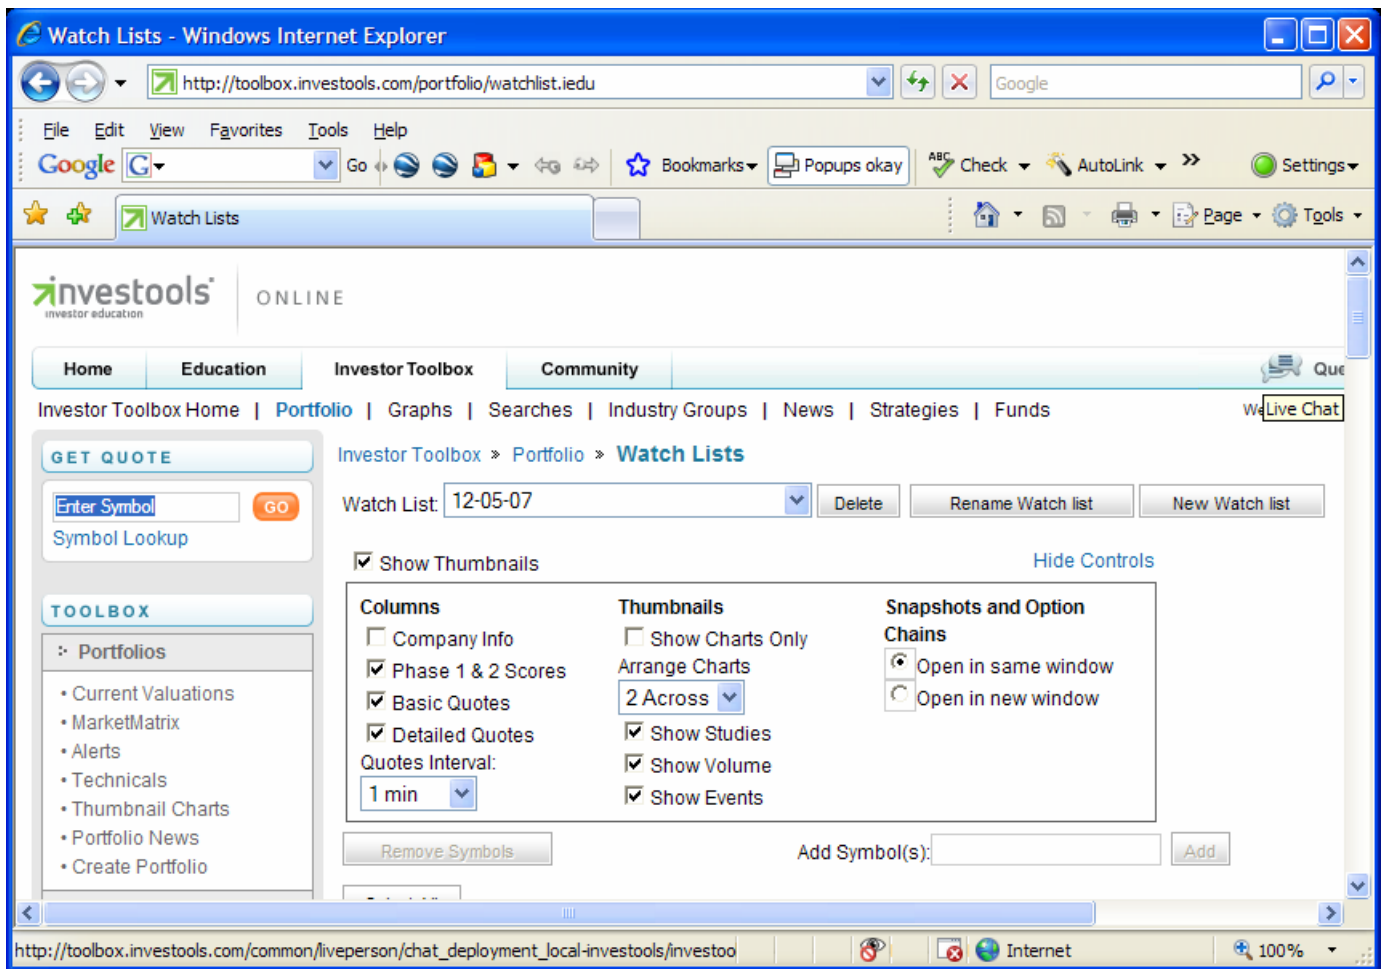 Watch Lists - Windows Internet Explorer
http://toolbox.investools.com/portfolio/watchlist.iedu
Google
File Edit View Favorites Tools Help
Google G Go Bookmarks Popups okay ABC Check AutoLink » Settings
Watch Lists
Page Tools
investools
investor education
ONLINE
Home Education Investor Toolbox Community Que
Investor Toolbox Home | Portfolio | Graphs | Searches | Industry Groups | News | Strategies | Funds
Live Chat
GET QUOTE
Enter Symbol GO
Symbol Lookup
TOOLBOX
Portfolios
• Current Valuations
• MarketMatrix
• Alerts
• Technicals
• Thumbnail Charts
• Portfolio News
• Create Portfolio
Investor Toolbox » Portfolio » Watch Lists
Watch List: 12-05-07 Delete Rename Watch list New Watch list
Show Thumbnails Hide Controls
Columns
Company Info
Phase 1 & 2 Scores
Basic Quotes
Detailed Quotes
Quotes Interval:
1 min
Thumbnails
Show Charts Only
Arrange Charts
2 Across
Show Studies
Show Volume
Show Events
Snapshots and Option
Chains
Open in same window
Open in new window
Remove Symbols Add Symbol(s): Add
http://toolbox.investools.com/common/liveperson/chat_deployment_local-investools/investoo
Internet 100%